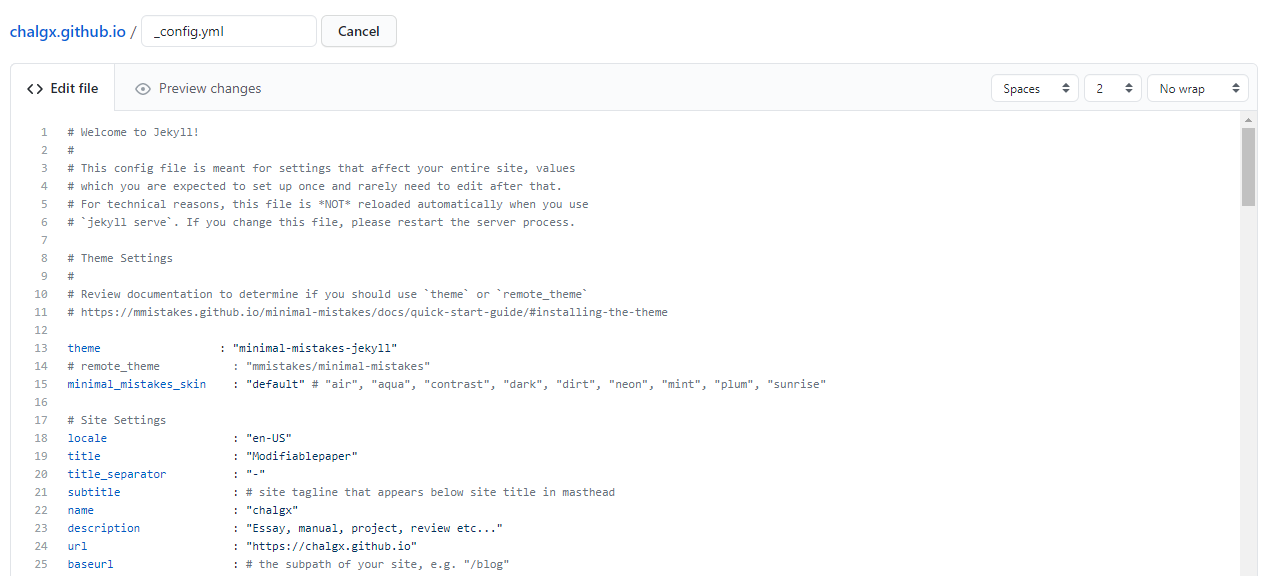 chalgx.github.io / _config.yml Cancel
<> Edit file Preview changes Spaces 2 No wrap
1 # Welcome to Jekyll!
2 #
3 # This config file is meant for settings that affect your entire site, values
4 # which you are expected to set up once and rarely need to edit after that.
5 # For technical reasons, this file is *NOT* reloaded automatically when you use
6 # `jekyll serve`. If you change this file, please restart the server process.
7
8 # Theme Settings
9 #
10 # Review documentation to determine if you should use `theme` or `remote_theme`
11 # https://mmistakes.github.io/minimal-mistakes/docs/quick-start-guide/#installing-the-theme
12
13 theme : "minimal-mistakes-jekyll"
14 # remote_theme : "mmistakes/minimal-mistakes"
15 minimal_mistakes_skin : "default" # "air", "aqua", "contrast", "dark", "dirt", "neon", "mint", "plum", "sunrise"
16
17 # Site Settings
18 locale : "en-US"
19 title : "Modifiablepaper"
20 title_separator : "-"
21 subtitle : # site tagline that appears below site title in masthead
22 name : "chalgx"
23 description : "Essay, manual, project, review etc..."
24 url : "https://chalgx.github.io"
25 baseurl : # the subpath of your site, e.g. "/blog"